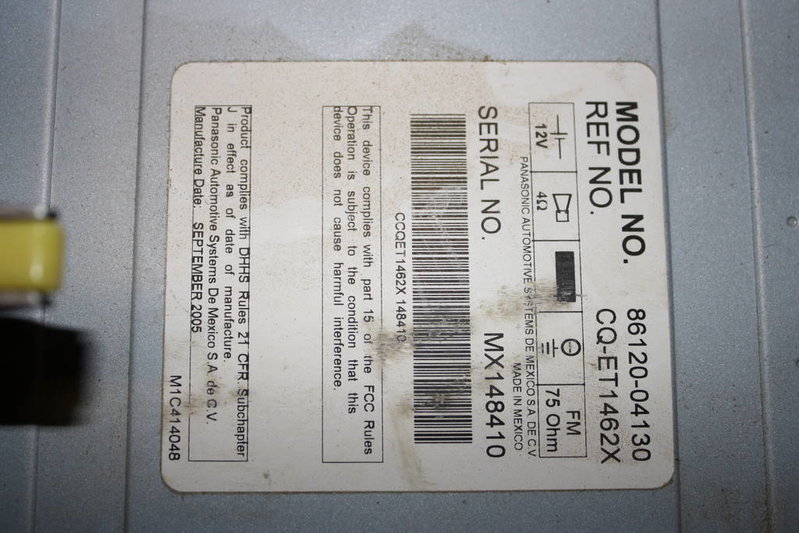 MODEL NO. 86120-04130
REF NO. CQ-ET1462X
12V 4Ω FM 75 Ohm
PANASONIC AUTOMOTIVE SYSTEMS DE MEXICO S.A. DE C.V
MADE IN MEXICO
SERIAL NO. MX148410
CCQET1462X 148410
This device complies with part 15 of the FCC Rules
Operation is subject to the condition that this
device does not cause harmful interference.
Product complies with DHHS Rules 21 CFR Subchapter
J in effect as of date of manufacture.
Panasonic Automotive Systems De Mexico S.A. de C.V.
Manufacture Date: SEPTEMBER 2005
M1C414048